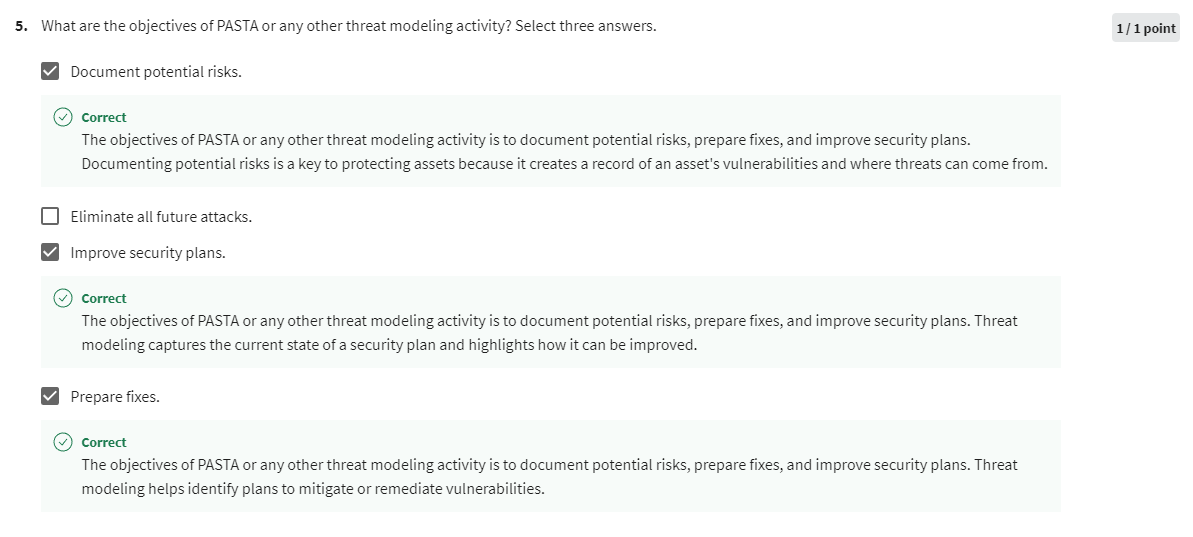 5. What are the objectives of PASTA or any other threat modeling activity? Select three answers.
1 / 1 point
Document potential risks.
Correct
The objectives of PASTA or any other threat modeling activity is to document potential risks, prepare fixes, and improve security plans.
Documenting potential risks is a key to protecting assets because it creates a record of an asset's vulnerabilities and where threats can come from.
Eliminate all future attacks.
Improve security plans.
Correct
The objectives of PASTA or any other threat modeling activity is to document potential risks, prepare fixes, and improve security plans. Threat
modeling captures the current state of a security plan and highlights how it can be improved.
Prepare fixes.
Correct
The objectives of PASTA or any other threat modeling activity is to document potential risks, prepare fixes, and improve security plans. Threat
modeling helps identify plans to mitigate or remediate vulnerabilities.